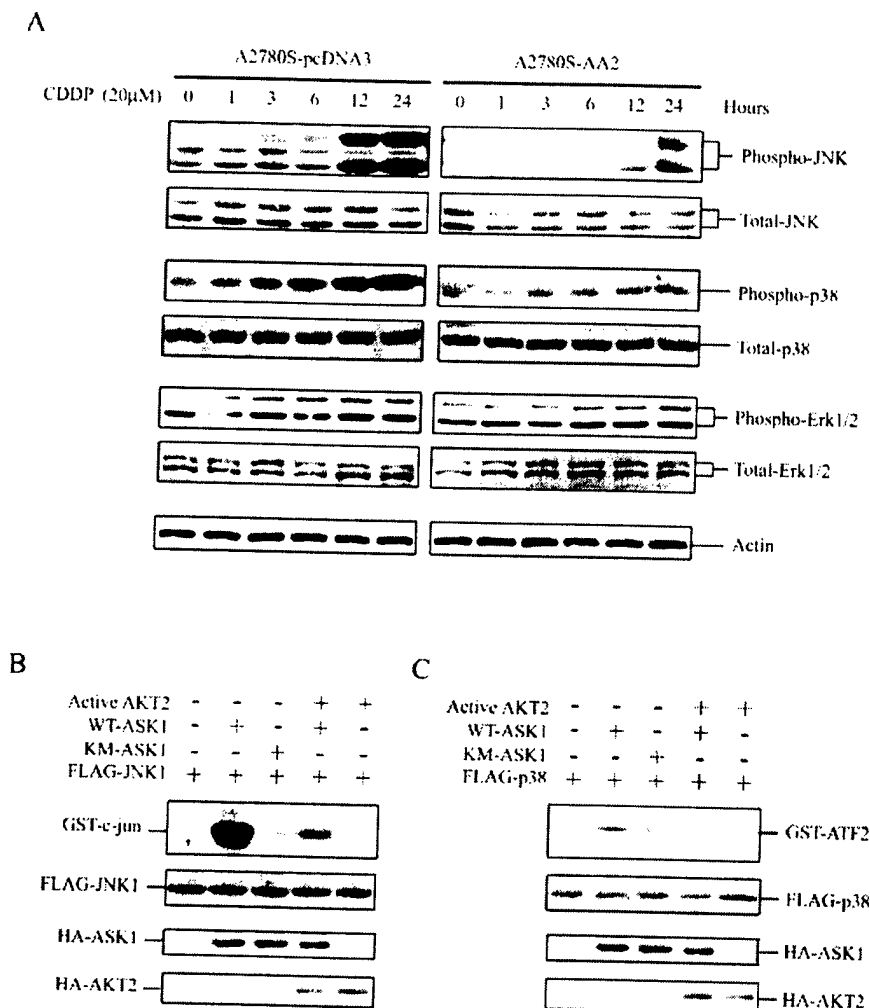 A
A2780S-pcDNA3 A2780S-AA2
CDDP (20μM) 0 1 3 6 12 24 0 1 3 6 12 24 Hours
Phospho-JNK
Total-JNK
Phospho-p38
Total-p38
Phospho-Erk1/2
Total-Erk1/2
Actin
B
Active AKT2 - - - + +
WT-ASK1 - + - + -
KM-ASK1 - - + - -
FLAG-JNK1 + + + + +
GST-c-jun
FLAG-JNK1
HA-ASK1
HA-AKT2
C
Active AKT2 - - - + +
WT-ASK1 - + - + -
KM-ASK1 - - + - -
FLAG-p38 + + + + +
GST-ATF2
FLAG-p38
HA-ASK1
HA-AKT2